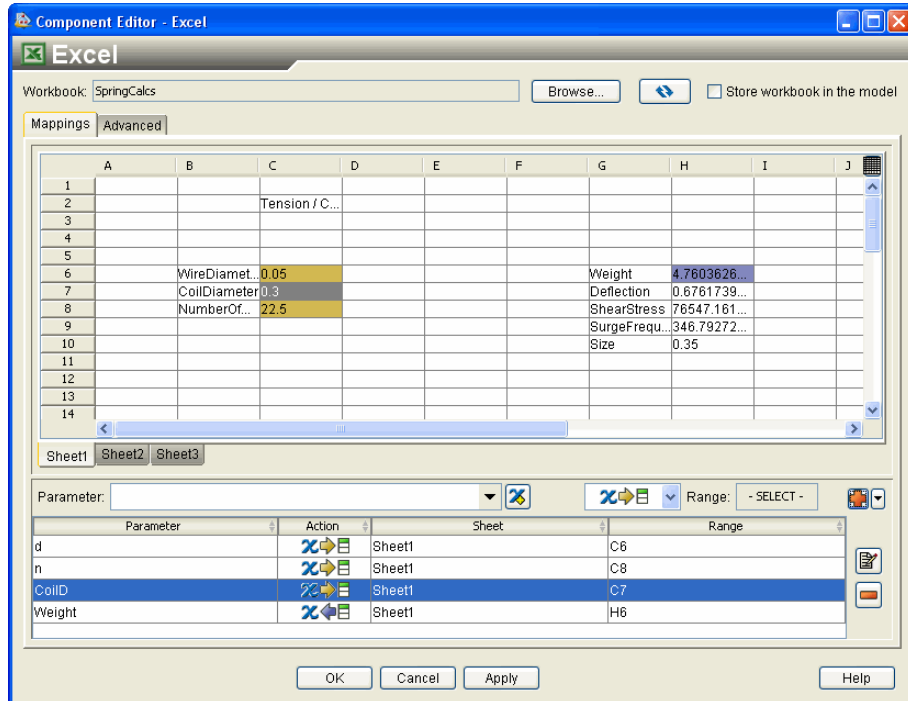 Component Editor - Excel
Excel
Workbook: SpringCalcs Browse... Store workbook in the model
Mappings Advanced
A B C D E F G H I J
1
2 Tension / C...
3
4
5
6 WireDiamet... 0.05 Weight 4.7603626...
7 CoilDiameter 0.3 Deflection 0.6761739...
8 NumberOf... 22.5 ShearStress 76547.161...
9 SurgeFrequ... 346.79272...
10 Size 0.35
11
12
13
14
Sheet1 Sheet2 Sheet3
Parameter: Range: - SELECT -
Parameter Action Sheet Range
d Sheet1 C6
n Sheet1 C8
CoilD Sheet1 C7
Weight Sheet1 H6
OK Cancel Apply Help